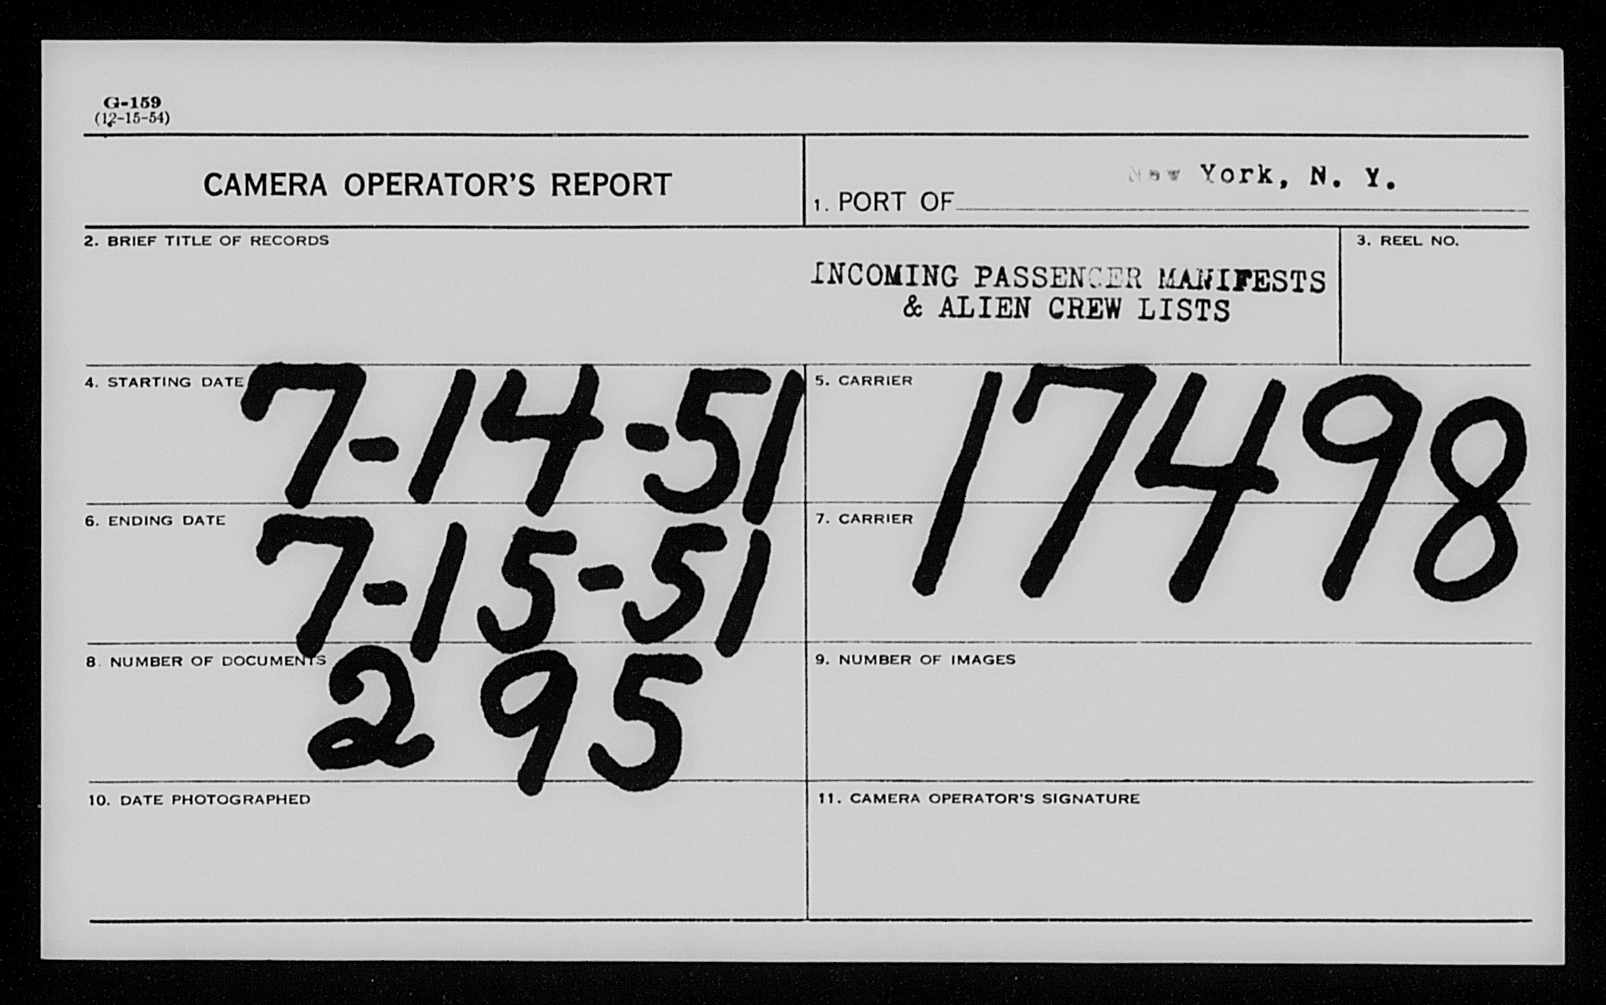 G-159
(12-15-54)
CAMERA OPERATOR'S REPORT
1. PORT OF New York, N. Y.
2. BRIEF TITLE OF RECORDS
INCOMING PASSENGER MANIFESTS
& ALIEN CREW LISTS
3. REEL NO.
4. STARTING DATE 7-14-51
5. CARRIER 17498
6. ENDING DATE 7-15-51
7. CARRIER
8. NUMBER OF DOCUMENTS 295
9. NUMBER OF IMAGES
10. DATE PHOTOGRAPHED
11. CAMERA OPERATOR'S SIGNATURE